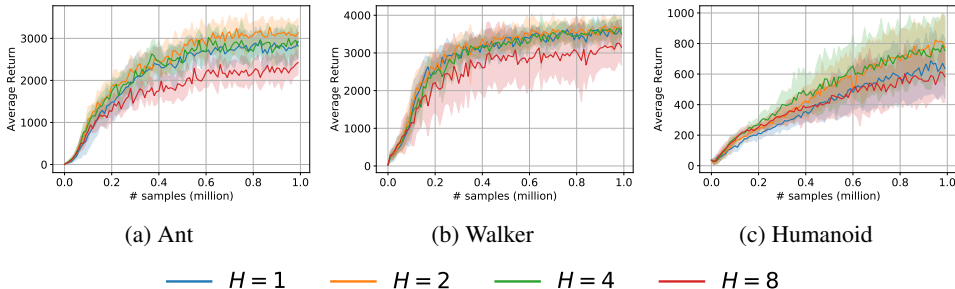 Average Return
3000
2000
1000
0
0.0 0.2 0.4 0.6 0.8 1.0
# samples (million)
(a) Ant
Average Return
4000
3000
2000
1000
0
0.0 0.2 0.4 0.6 0.8 1.0
# samples (million)
(b) Walker
Average Return
1000
800
600
400
200
0
0.0 0.2 0.4 0.6 0.8 1.0
# samples (million)
(c) Humanoid
H = 1 H = 2 H = 4 H = 8